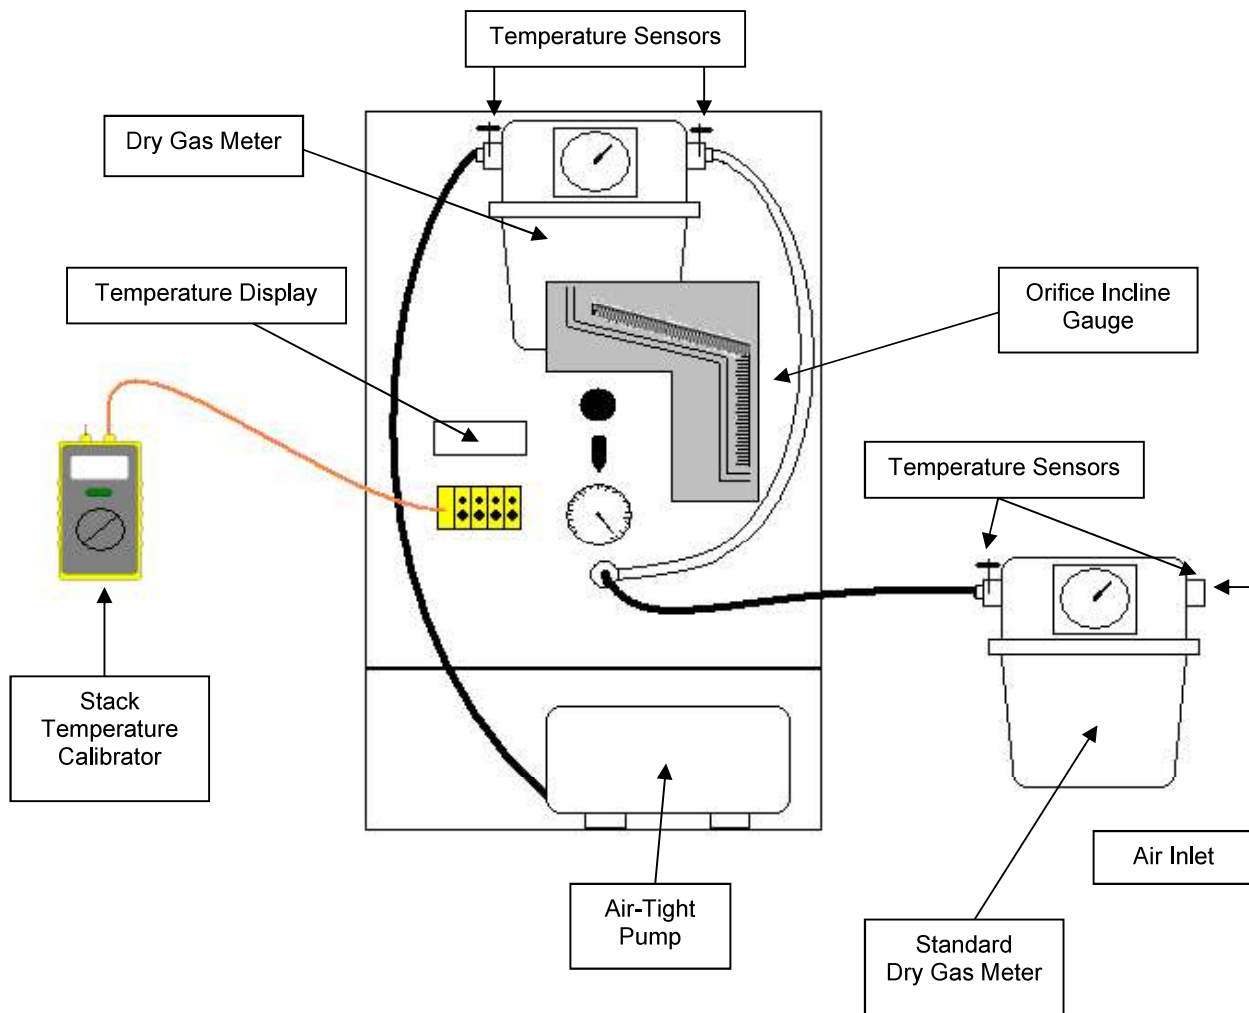 Temperature Sensors
Dry Gas Meter
Temperature Display
Orifice Incline
Gauge
Temperature Sensors
Stack
Temperature
Calibrator
Air Inlet
Air-Tight
Pump
Standard
Dry Gas Meter